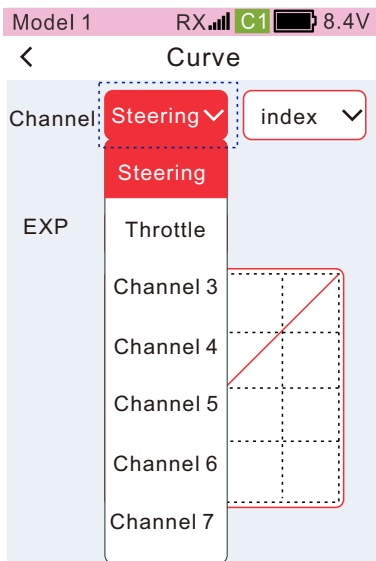 Model 1 RX C1 8.4V
Curve
Channel Steering index
Steering
EXP Throttle
Channel 3
Channel 4
Channel 5
Channel 6
Channel 7